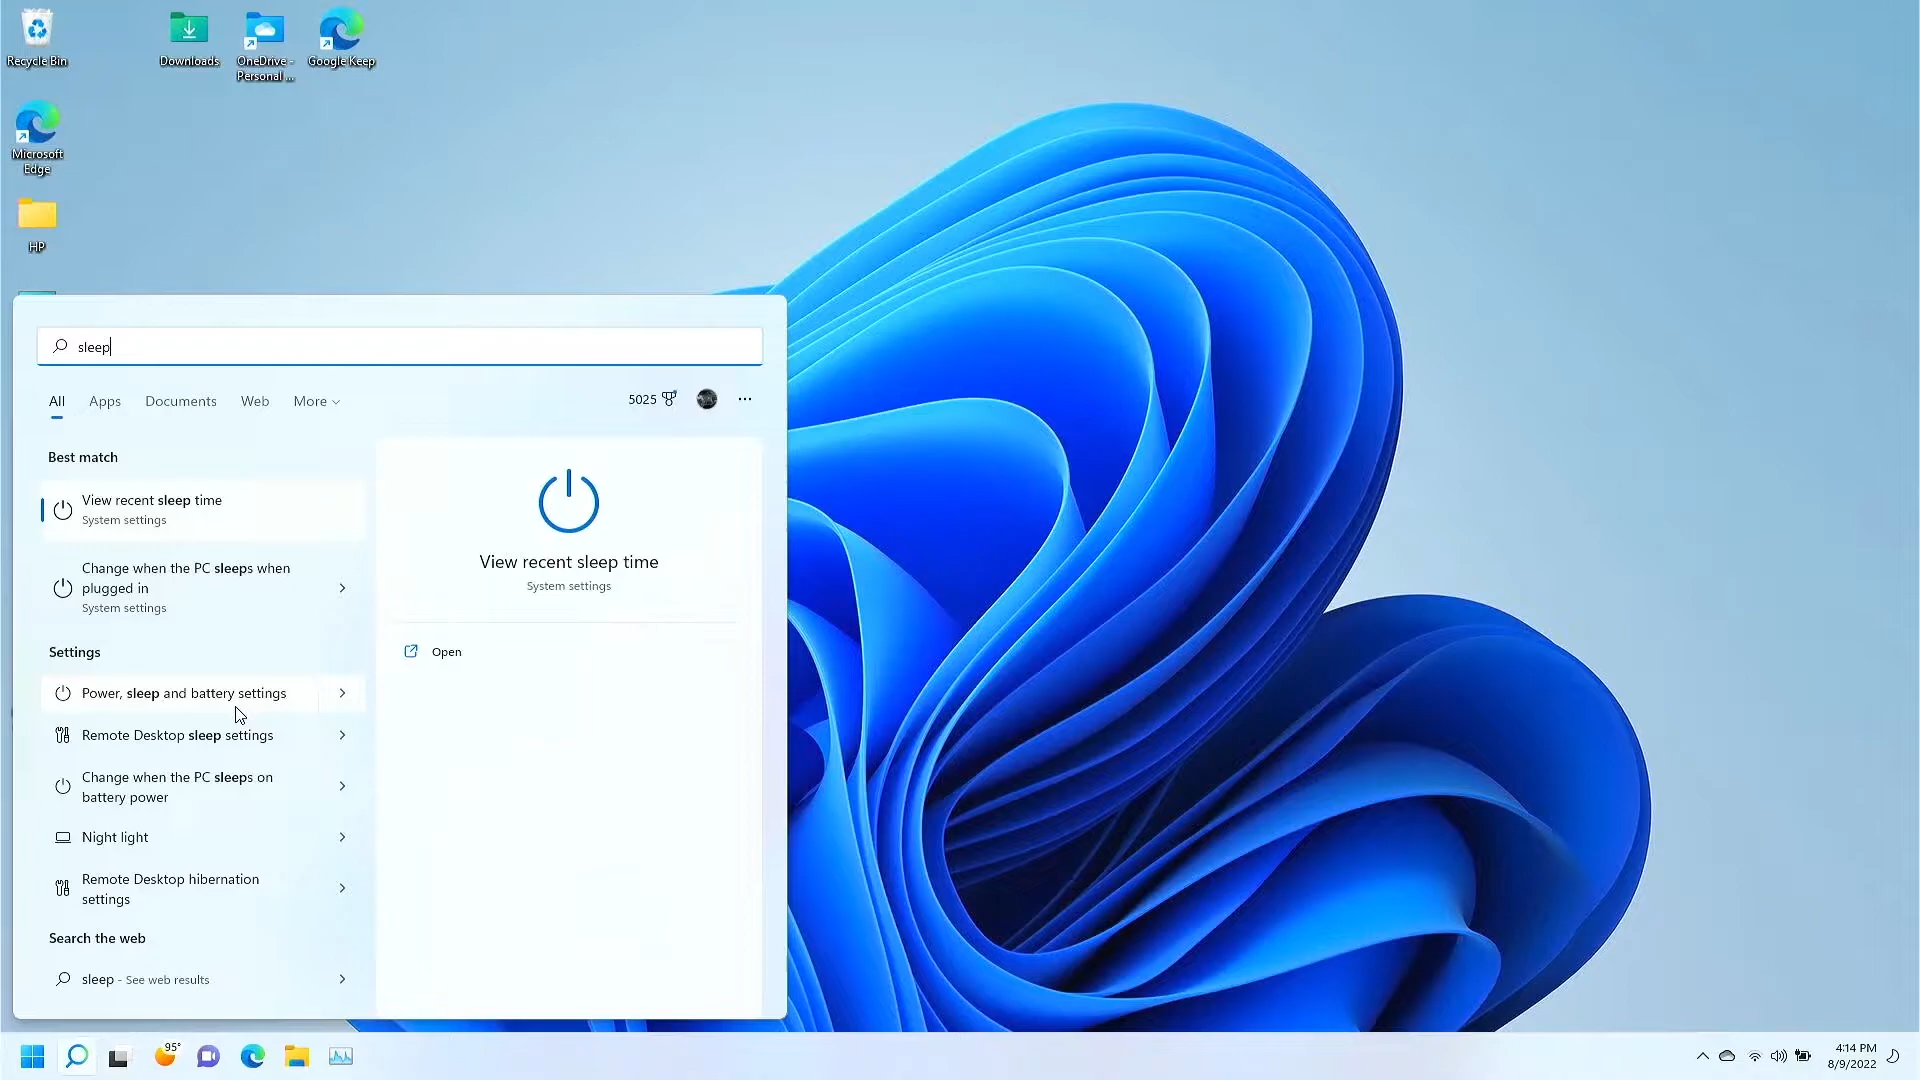 Recycle Bin
Downloads
OneDrive -
Personal ...
Google Keep
Microsoft
Edge
HP
sleep
All
Apps
Documents
Web
More
5025
Best match
View recent sleep time
System settings
Change when the PC sleeps when
plugged in
System settings
Settings
Power, sleep and battery settings
Remote Desktop sleep settings
Change when the PC sleeps on
battery power
Night light
Remote Desktop hibernation
settings
Search the web
sleep - See web results
View recent sleep time
System settings
Open
95°
4:14 PM
8/9/2022